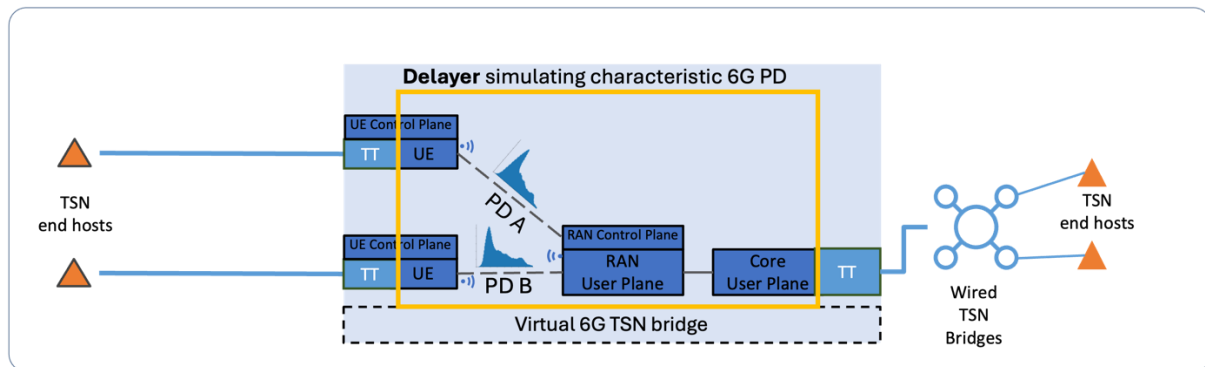 Delayer simulating characteristic 6G PD
UE Control Plane
TT
UE
TSN
end hosts
PD A
UE Control Plane
TT
UE
PD B
RAN Control Plane
RAN
User Plane
Core
User Plane
TT
Virtual 6G TSN bridge
TSN
end hosts
Wired
TSN
Bridges